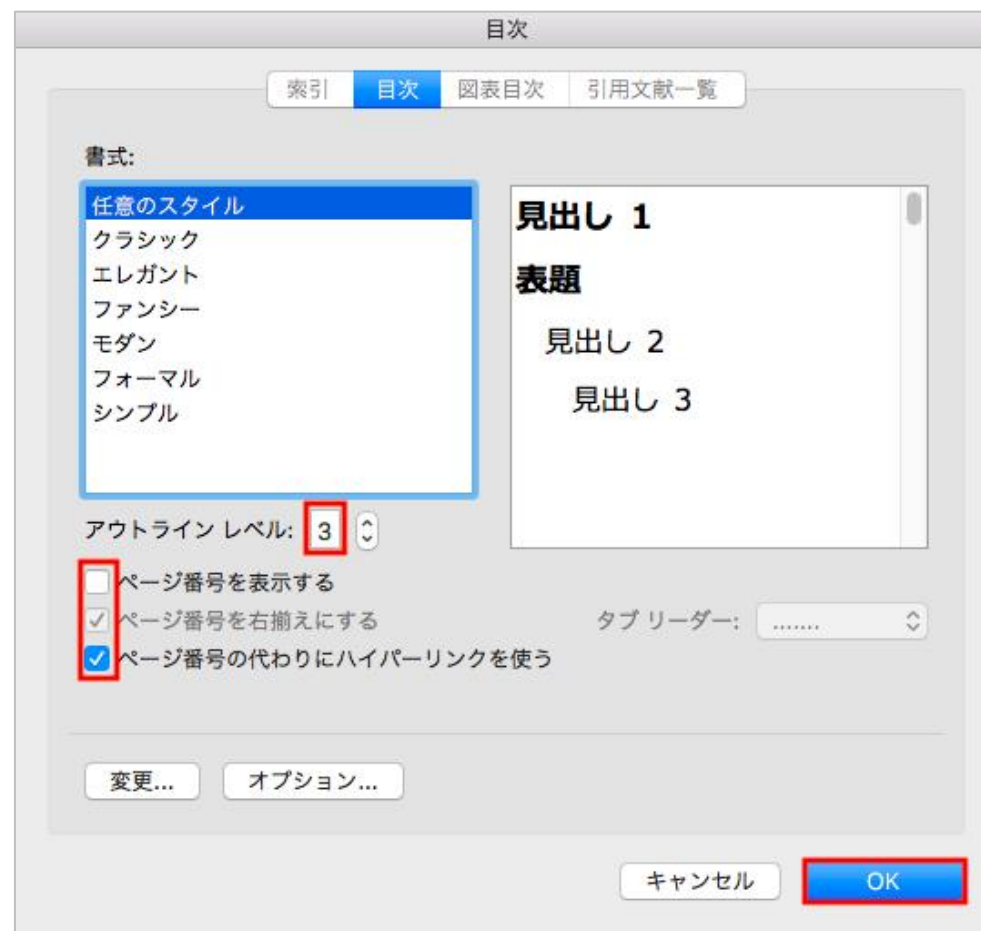 目次
索引 目次 図表目次 引用文献一覧
書式:
任意のスタイル
クラシック
エレガント
ファンシー
モダン
フォーマル
シンプル
見出し 1
表題
見出し 2
見出し 3
アウトライン レベル: 3
ページ番号を表示する
ページ番号を右揃えにする タブ リーダー: .......
ページ番号の代わりにハイパーリンクを使う
変更... オプション...
キャンセル OK